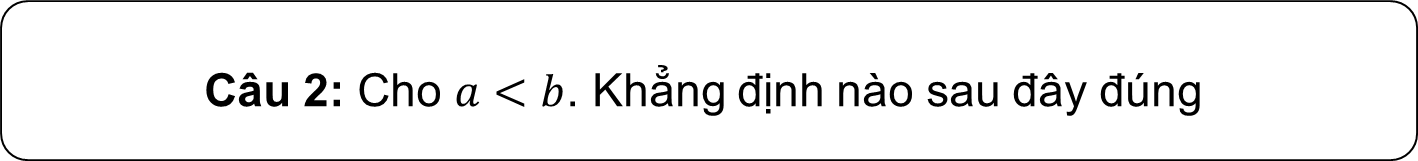 Câu 2: Cho a < b. Khẳng định nào sau đây đúng